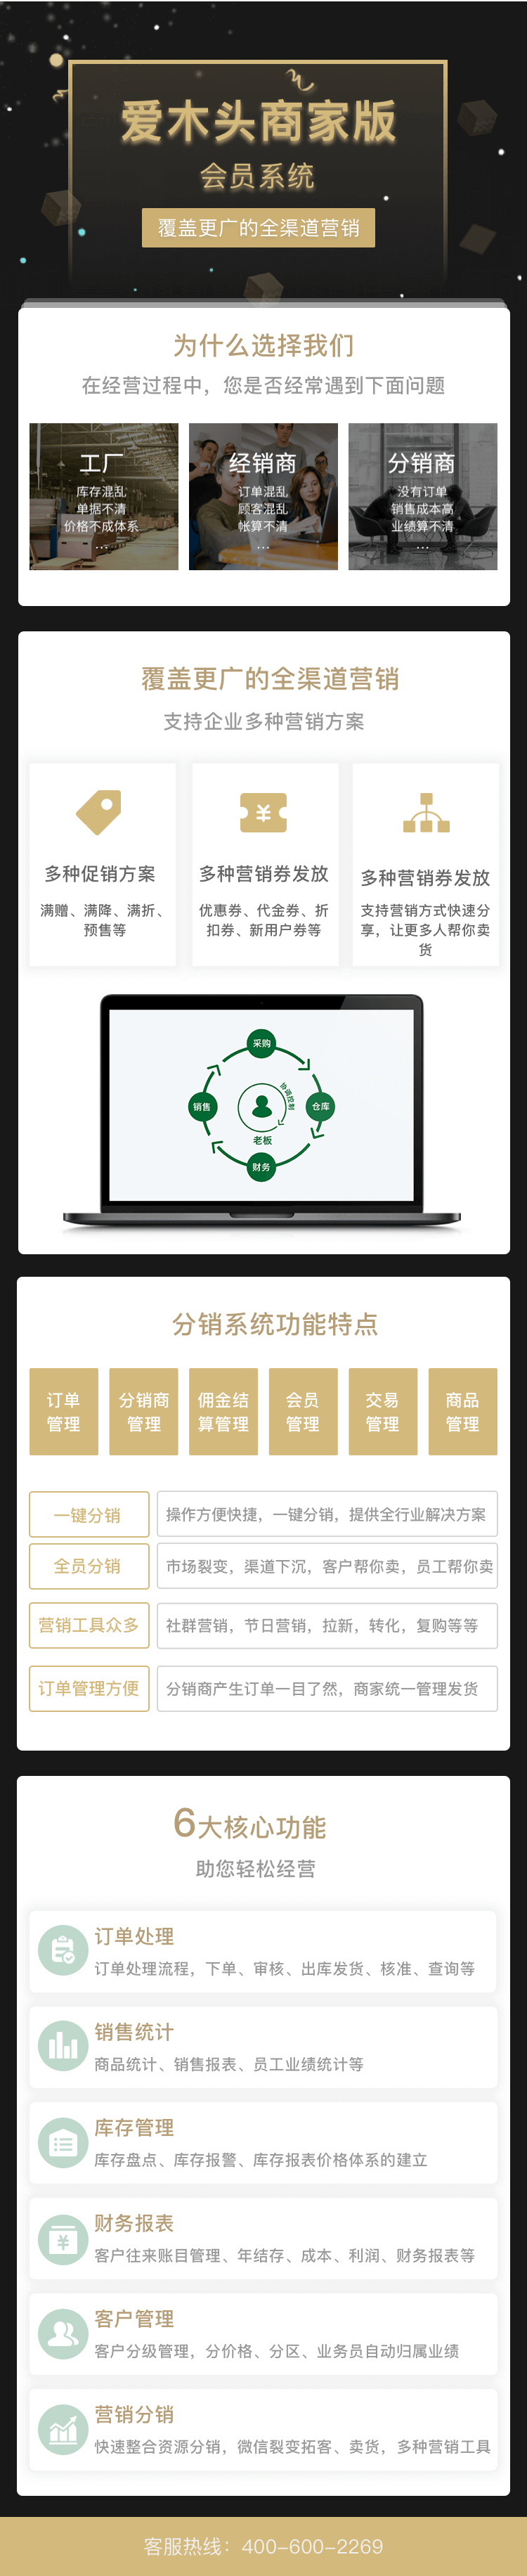 爱木头商家版
会员系统
覆盖更广的全渠道营销
为什么选择我们
在经营过程中，您是否经常遇到下面问题
工厂
库存混乱
单据不清
价格不成体系
...
经销商
订单混乱
顾客混乱
帐算不清
...
分销商
没有订单
销售成本高
业绩算不清
...
覆盖更广的全渠道营销
支持企业多种营销方案
多种促销方案
满赠、满降、满折、
预售等
多种营销券发放
优惠券、代金券、折
扣券、新用户券等
多种营销券发放
支持营销方式快速分
享，让更多人帮你卖
货
采购
协调控制
销售
仓库
老板
财务
分销系统功能特点
订单
管理
分销商
管理
佣金结
算管理
会员
管理
交易
管理
商品
管理
一键分销
操作方便快捷，一键分销，提供全行业解决方案
全员分销
市场裂变，渠道下沉，客户帮你卖，员工帮你卖
营销工具众多
社群营销，节日营销，拉新，转化，复购等等
订单管理方便
分销商产生订单一目了然，商家统一管理发货
6大核心功能
助您轻松经营
订单处理
订单处理流程，下单、审核、出库发货、核准、查询等
销售统计
商品统计、销售报表、员工业绩统计等
库存管理
库存盘点、库存报警、库存报表价格体系的建立
财务报表
客户往来账目管理、年结存、成本、利润、财务报表等
客户管理
客户分级管理，分价格、分区、业务员自动归属业绩
营销分销
快速整合资源分销，微信裂变拓客、卖货，多种营销工具
客服热线：400-600-2269